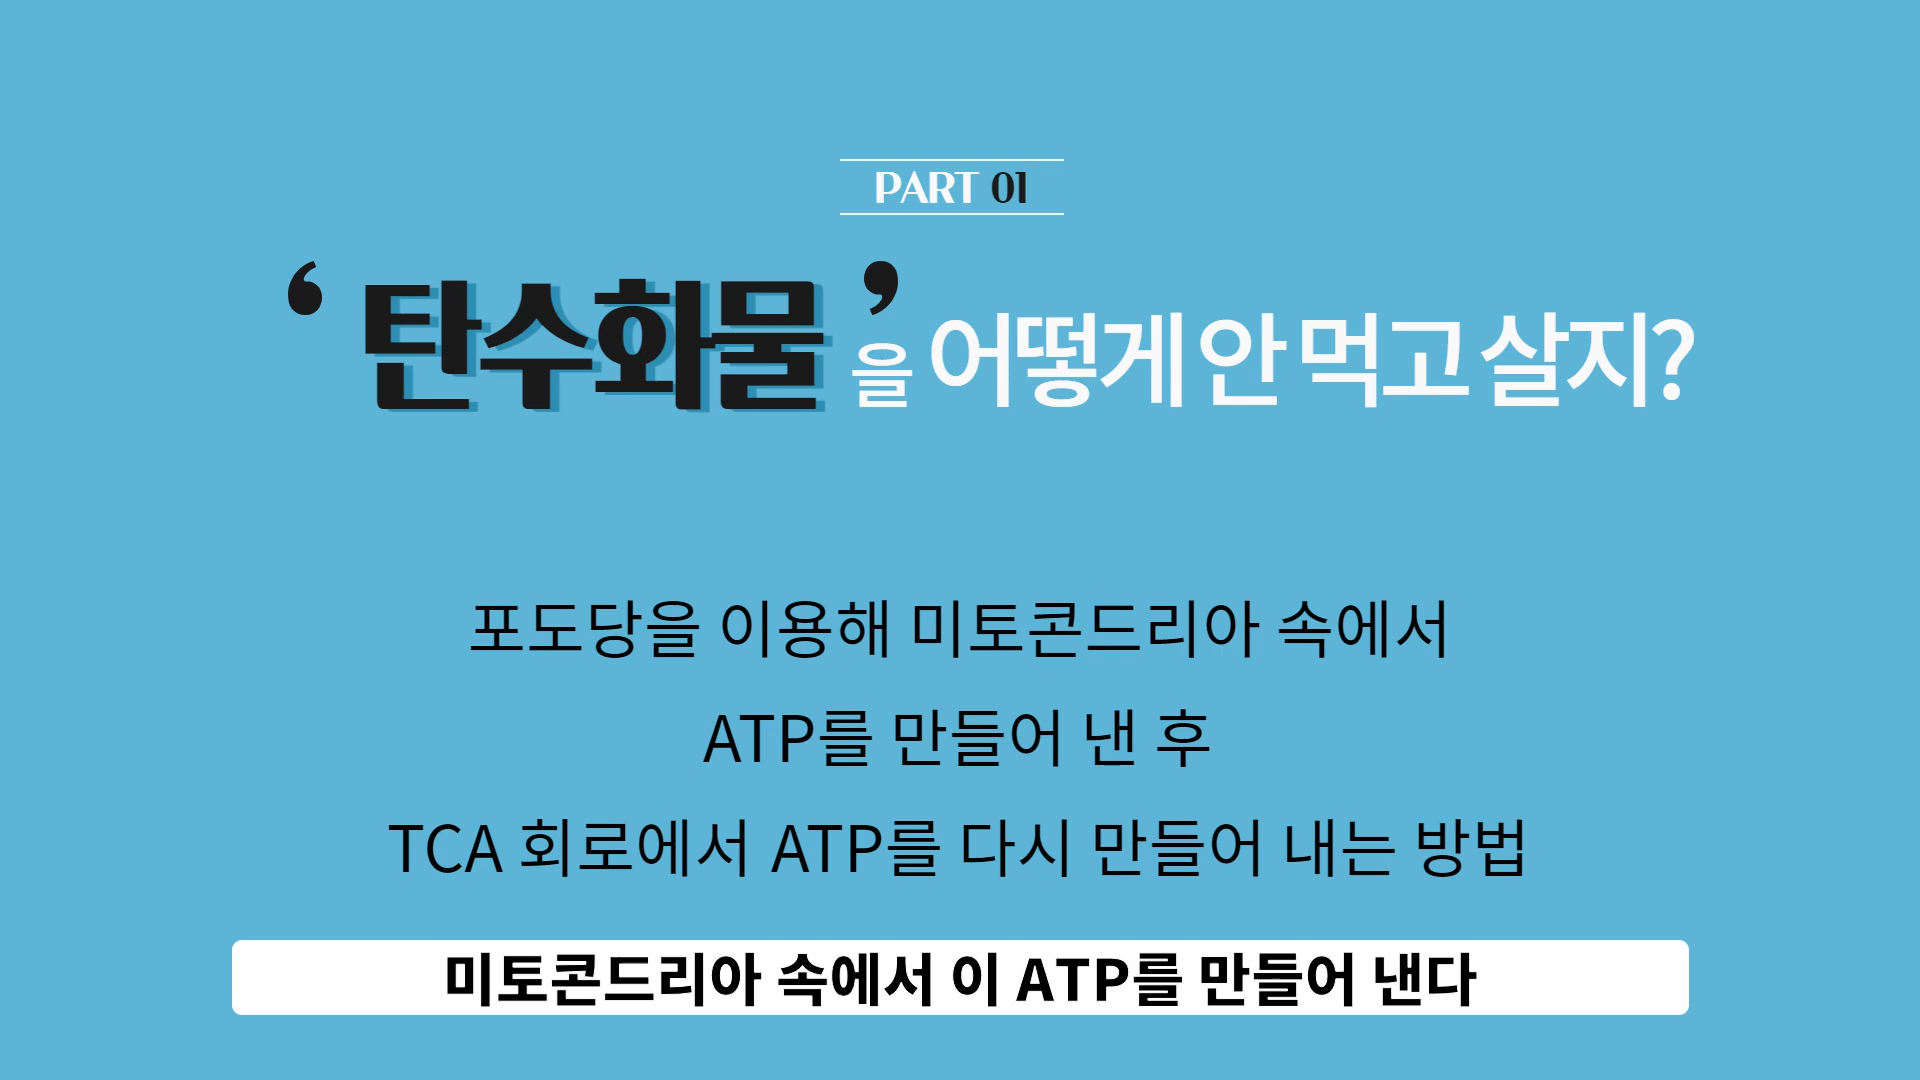 PART 01
‘탄수화물’을 어떻게 안 먹고 살지?
포도당을 이용해 미토콘드리아 속에서
ATP를 만들어 낸 후
TCA 회로에서 ATP를 다시 만들어 내는 방법
미토콘드리아 속에서 이 ATP를 만들어 낸다